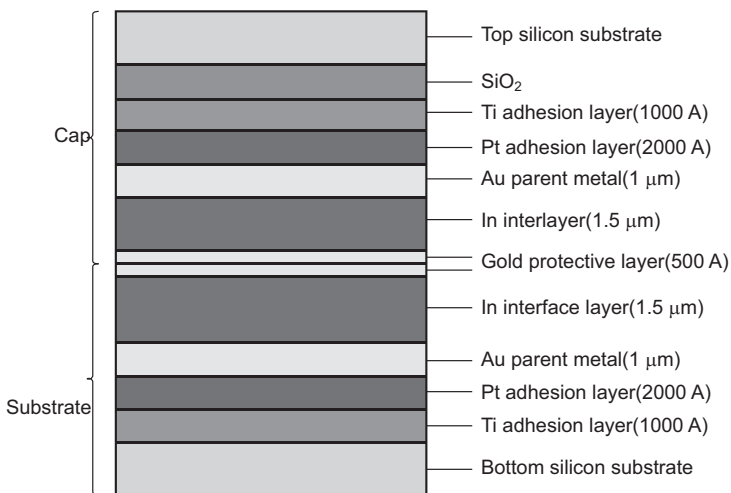 Top silicon substrate
SiO₂
Ti adhesion layer(1000 A)
Cap
Pt adhesion layer(2000 A)
Au parent metal(1 μm)
In interlayer(1.5 μm)
Gold protective layer(500 A)
In interface layer(1.5 μm)
Au parent metal(1 μm)
Pt adhesion layer(2000 A)
Substrate
Ti adhesion layer(1000 A)
Bottom silicon substrate